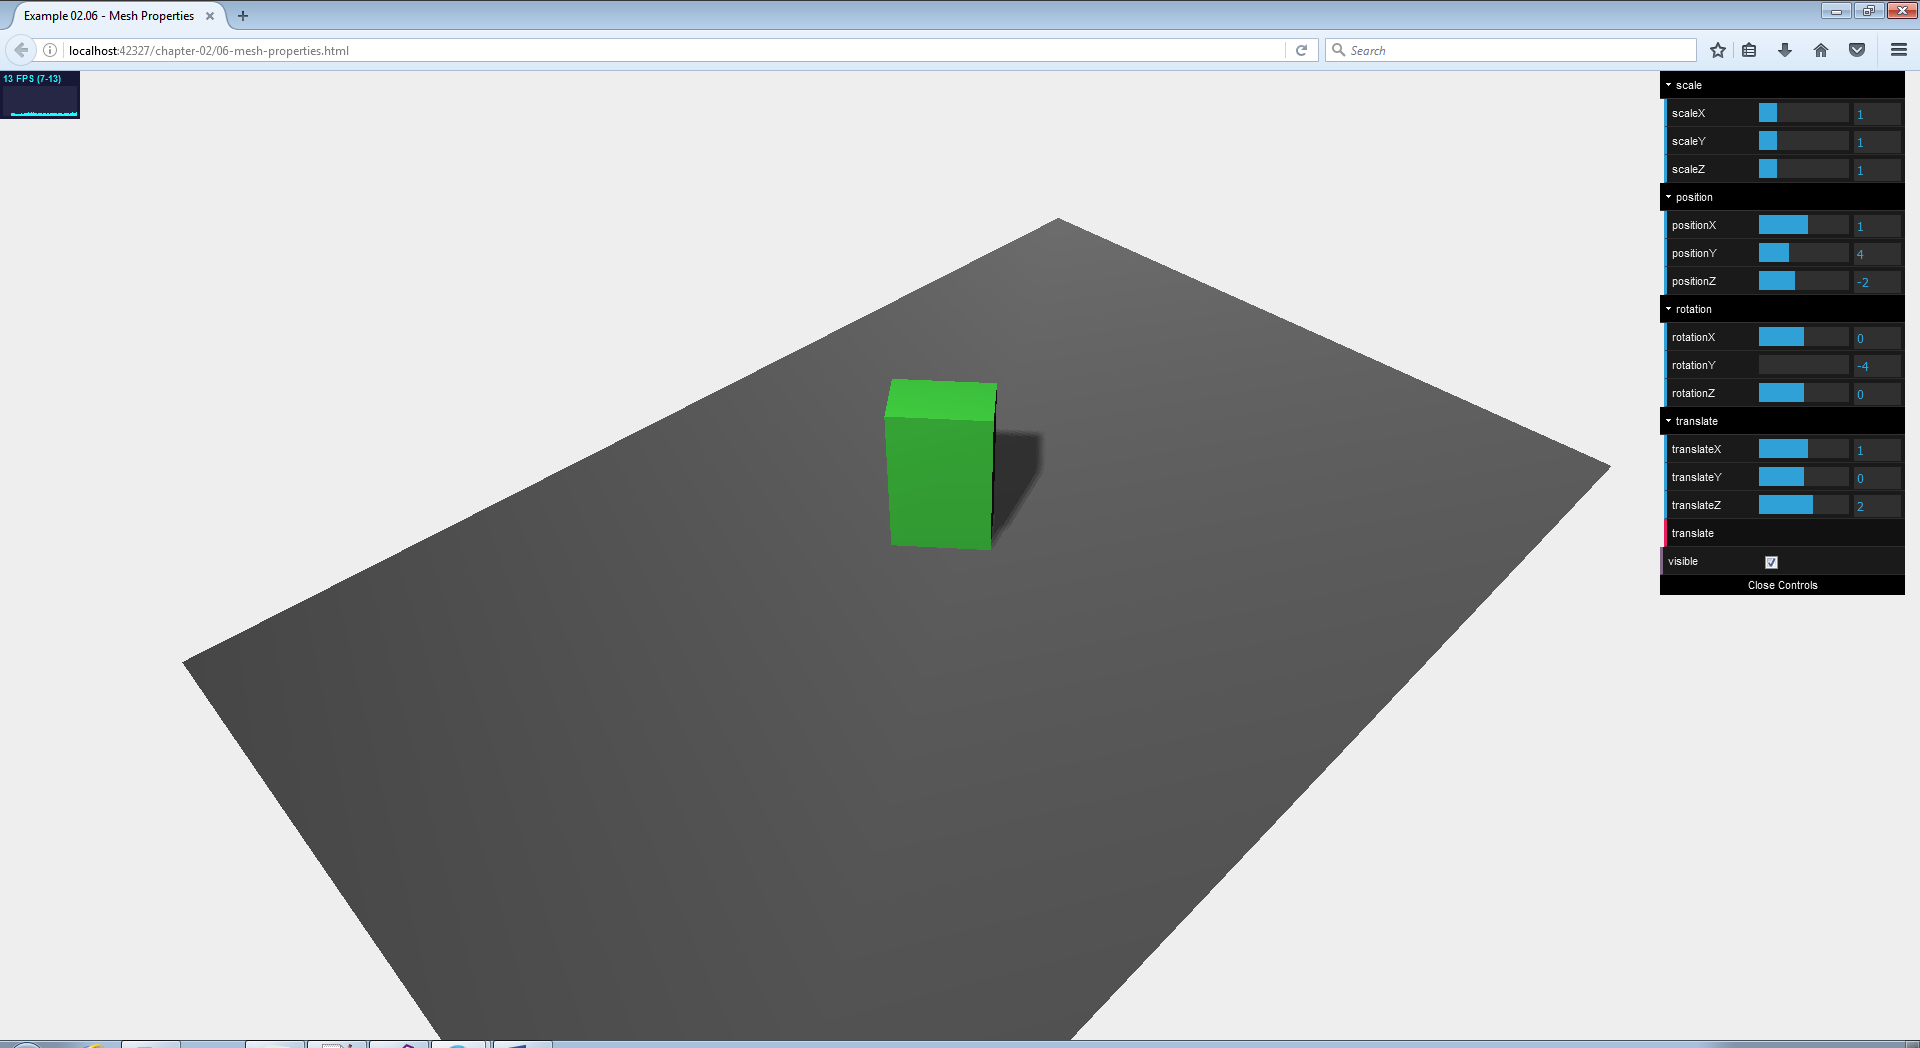 Example 02.06 - Mesh Properties
localhost:42327/chapter-02/06-mesh-properties.html
Search
13 FPS (7-13)
scale
scaleX 1
scaleY 1
scaleZ 1
position
positionX 1
positionY 4
positionZ -2
rotation
rotationX 0
rotationY -4
rotationZ 0
translate
translateX 1
translateY 0
translateZ 2
translate
visible
Close Controls